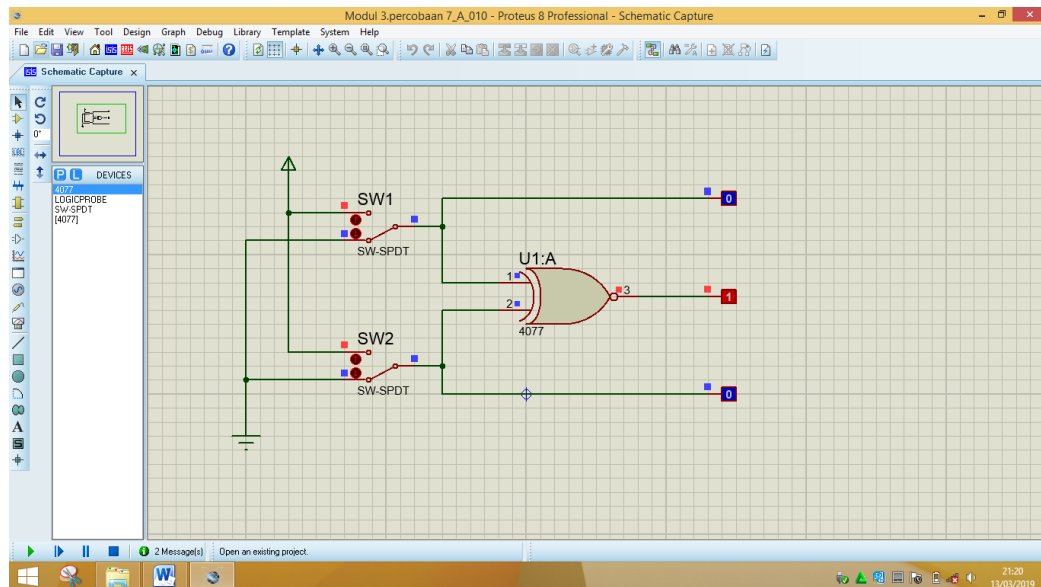 Modul 3.percobaan 7_A_010 - Proteus 8 Professional - Schematic Capture
File Edit View Tool Design Graph Debug Library Template System Help
Schematic Capture x
0°
P L DEVICES
4077
LOGICPROBE
SW-SPDT
[4077]
SW1
SW-SPDT
0
U1:A
1
2
3
4077
1
SW2
SW-SPDT
0
2 Message(s) Open an existing project.
21:20
13/03/2019